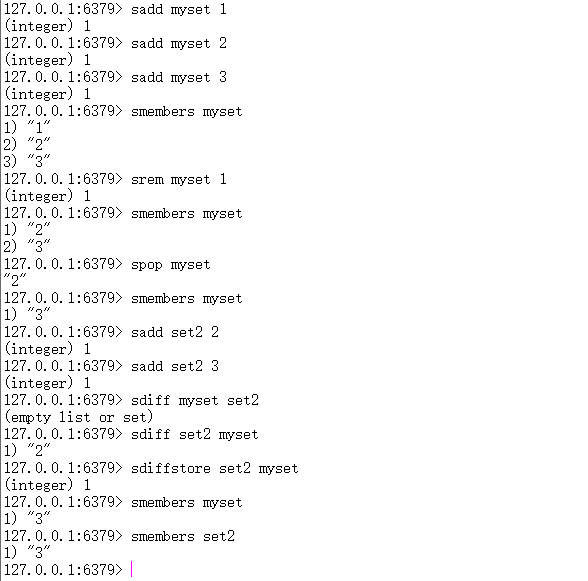 127.0.0.1:6379> sadd myset 1
(integer) 1
127.0.0.1:6379> sadd myset 2
(integer) 1
127.0.0.1:6379> sadd myset 3
(integer) 1
127.0.0.1:6379> smembers myset
1) "1"
2) "2"
3) "3"
127.0.0.1:6379> srem myset 1
(integer) 1
127.0.0.1:6379> smembers myset
1) "2"
2) "3"
127.0.0.1:6379> spop myset
"2"
127.0.0.1:6379> smembers myset
1) "3"
127.0.0.1:6379> sadd set2 2
(integer) 1
127.0.0.1:6379> sadd set2 3
(integer) 1
127.0.0.1:6379> sdiff myset set2
(empty list or set)
127.0.0.1:6379> sdiff set2 myset
1) "2"
127.0.0.1:6379> sdiffstore set2 myset
(integer) 1
127.0.0.1:6379> smembers myset
1) "3"
127.0.0.1:6379> smembers set2
1) "3"
127.0.0.1:6379>